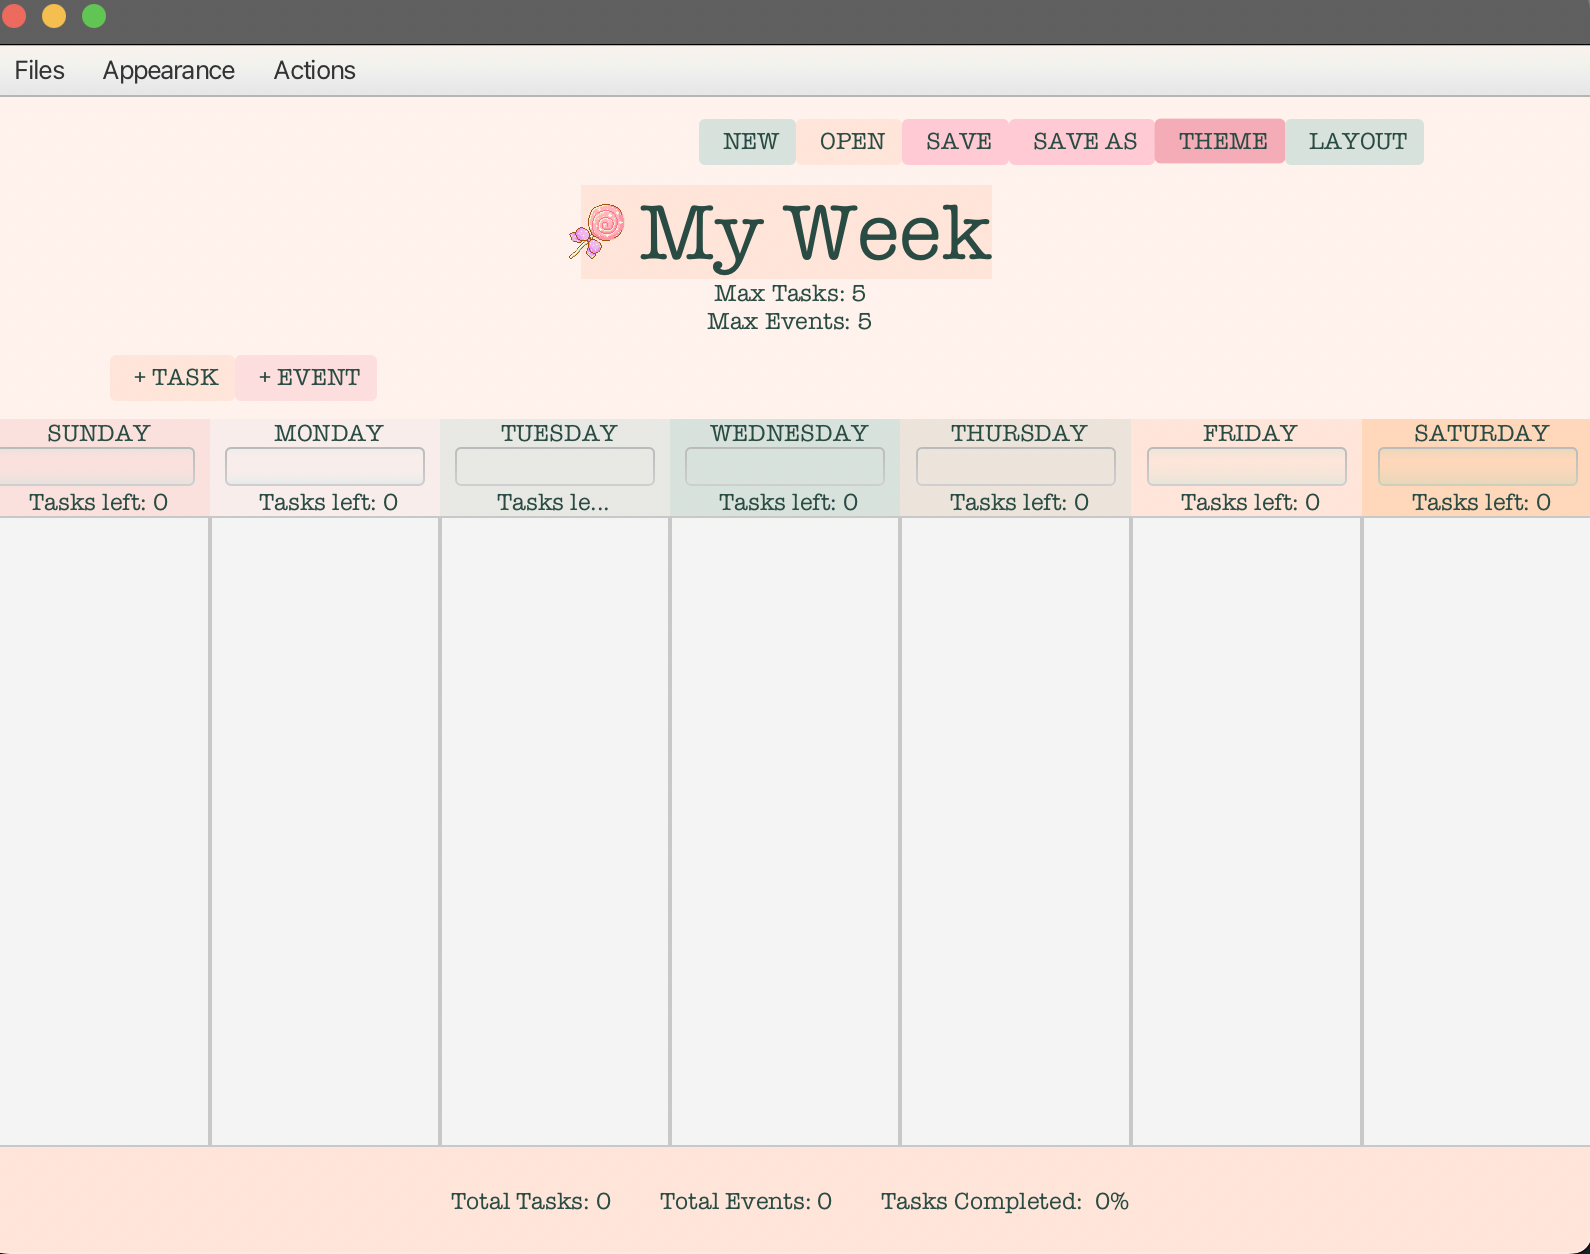 Files Appearance Actions
NEW OPEN SAVE SAVE AS THEME LAYOUT
My Week
Max Tasks: 5
Max Events: 5
+ TASK + EVENT
SUNDAY MONDAY TUESDAY WEDNESDAY THURSDAY FRIDAY SATURDAY
Tasks left: 0 Tasks left: 0 Tasks le... Tasks left: 0 Tasks left: 0 Tasks left: 0 Tasks left: 0
Total Tasks: 0 Total Events: 0 Tasks Completed: 0%